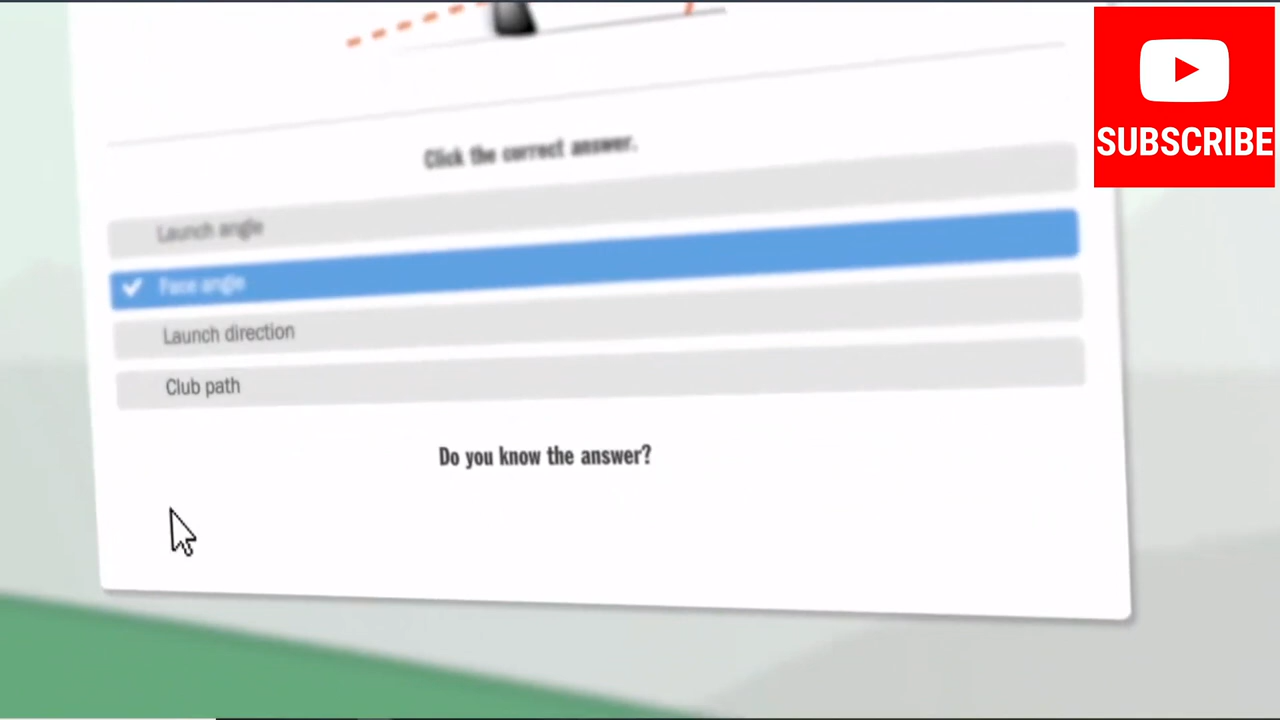 SUBSCRIBE
Click the correct answer.
Launch angle
Face angle
Launch direction
Club path
Do you know the answer?